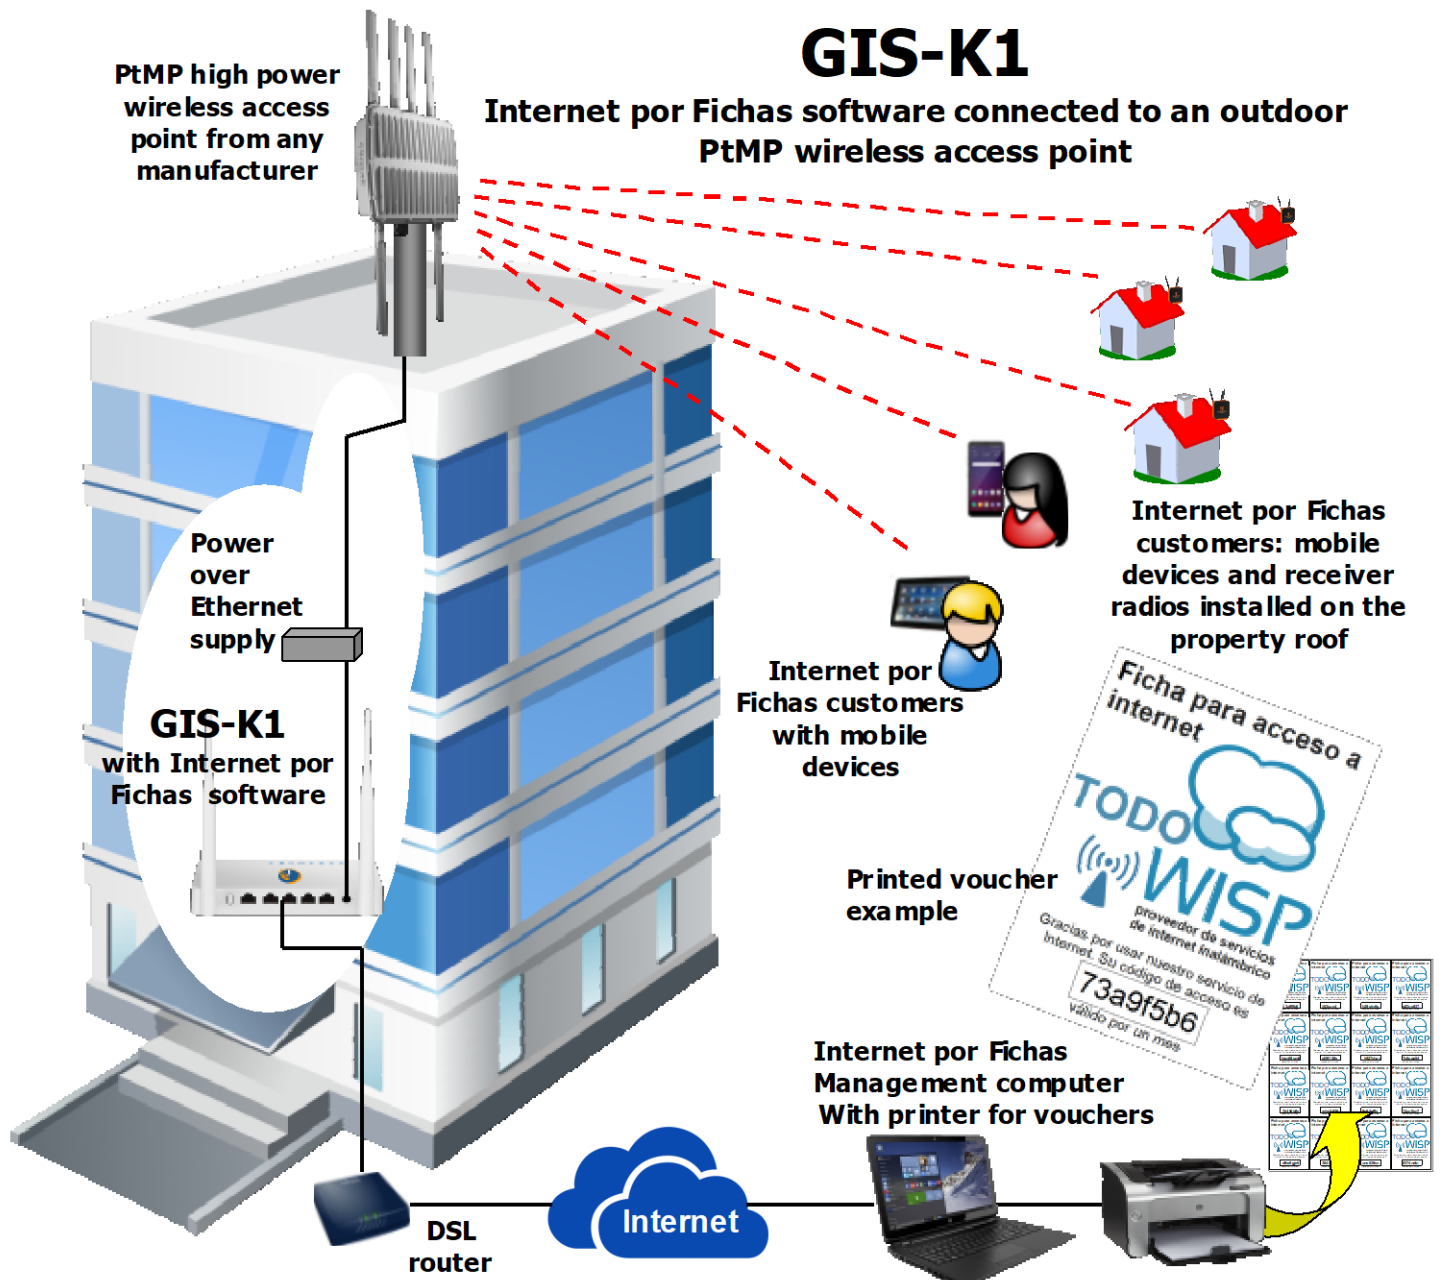 GIS-K1
Internet por Fichas software connected to an outdoor
PtMP wireless access point
PtMP high power
wireless access
point from any
manufacturer
Power
over
Ethernet
supply
GIS-K1
with Internet por
Fichas software
Internet por Fichas
customers: mobile
devices and receiver
radios installed on the
property roof
Internet por
Fichas customers
with mobile
devices
Ficha para acceso a
internet
TODO
WISP
proveedor de servicios
de internet inalámbrico
Gracias por usar nuestro servicio de
Internet. Su código de acceso es
73a9f5b6
válido por un mes
Printed voucher
example
Internet por Fichas
Management computer
With printer for vouchers
DSL
router
Internet